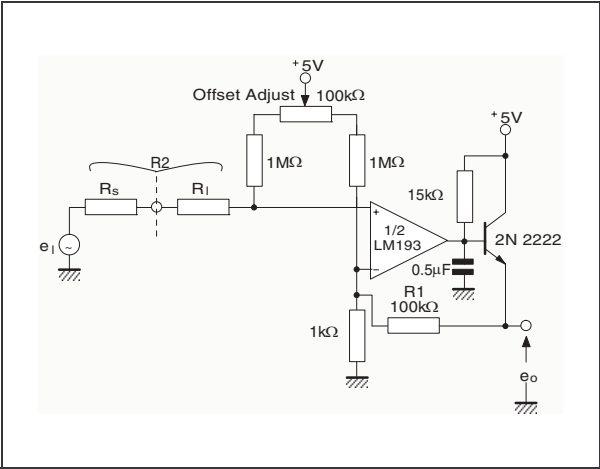 +5V
Offset Adjust 100kΩ
+5V
1MΩ
1MΩ
R2
Rs
Rl
15kΩ
+
1/2
LM193
2N 2222
eI
−
0.5µF
R1
100kΩ
1kΩ
eo